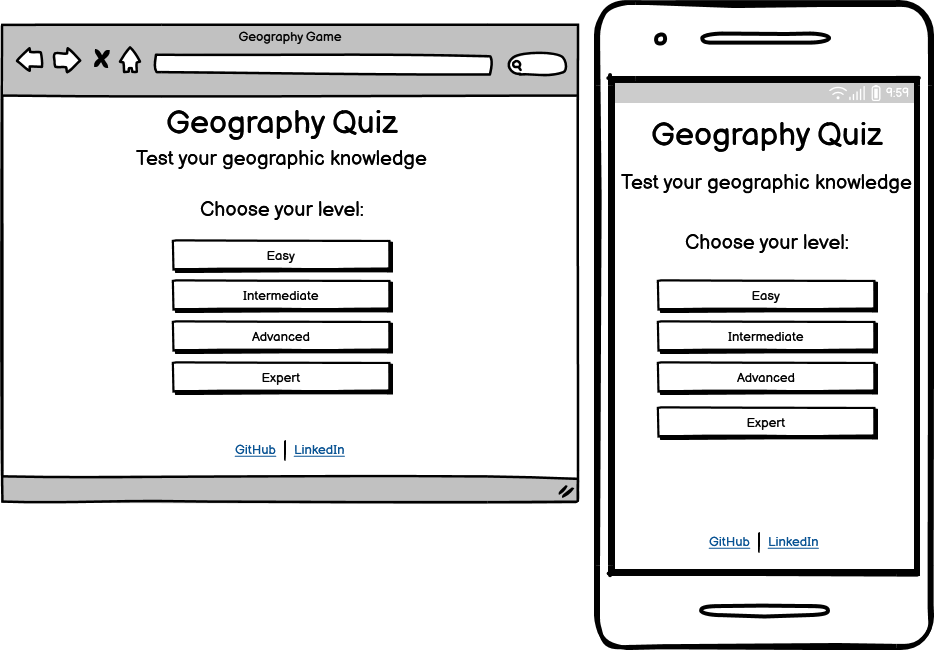 Geography Game
Geography Quiz
Test your geographic knowledge
Choose your level:
Easy
Intermediate
Advanced
Expert
GitHub | LinkedIn
9:59
Geography Quiz
Test your geographic knowledge
Choose your level:
Easy
Intermediate
Advanced
Expert
GitHub | LinkedIn